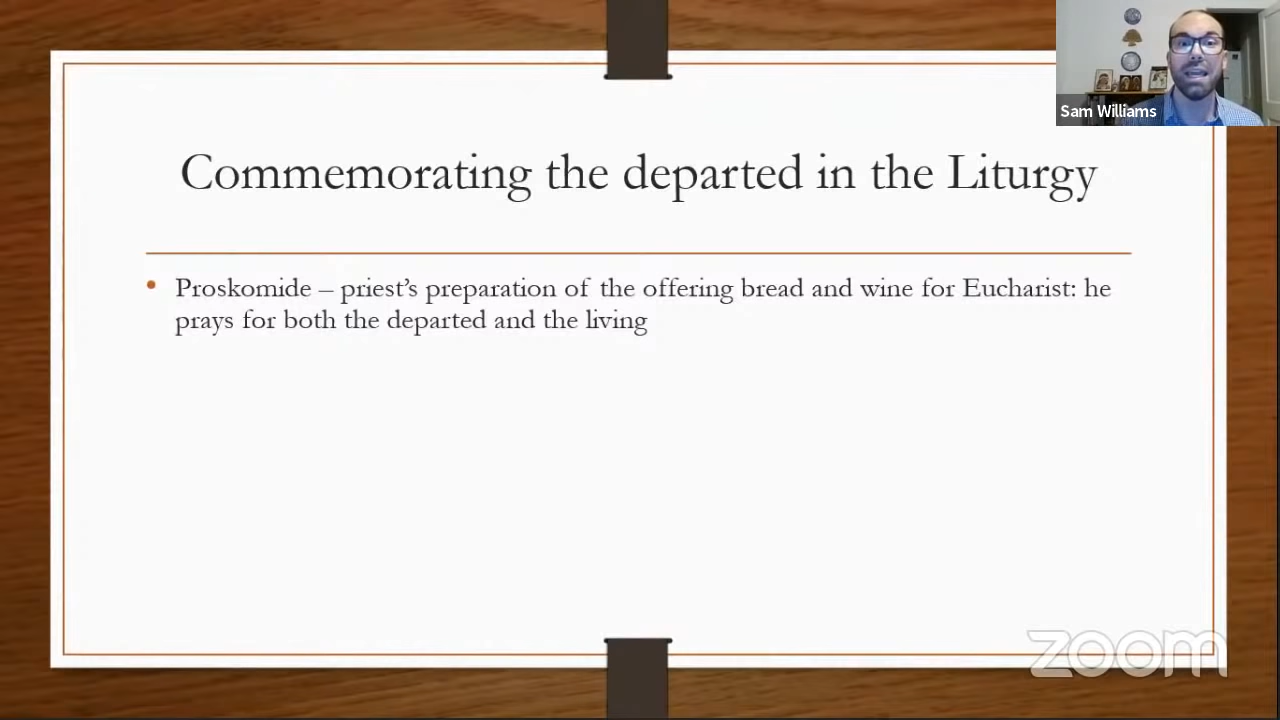 Sam Williams
Commemorating the departed in the Liturgy
• Proskomide – priest's preparation of the offering bread and wine for Eucharist: he
prays for both the departed and the living
zoom